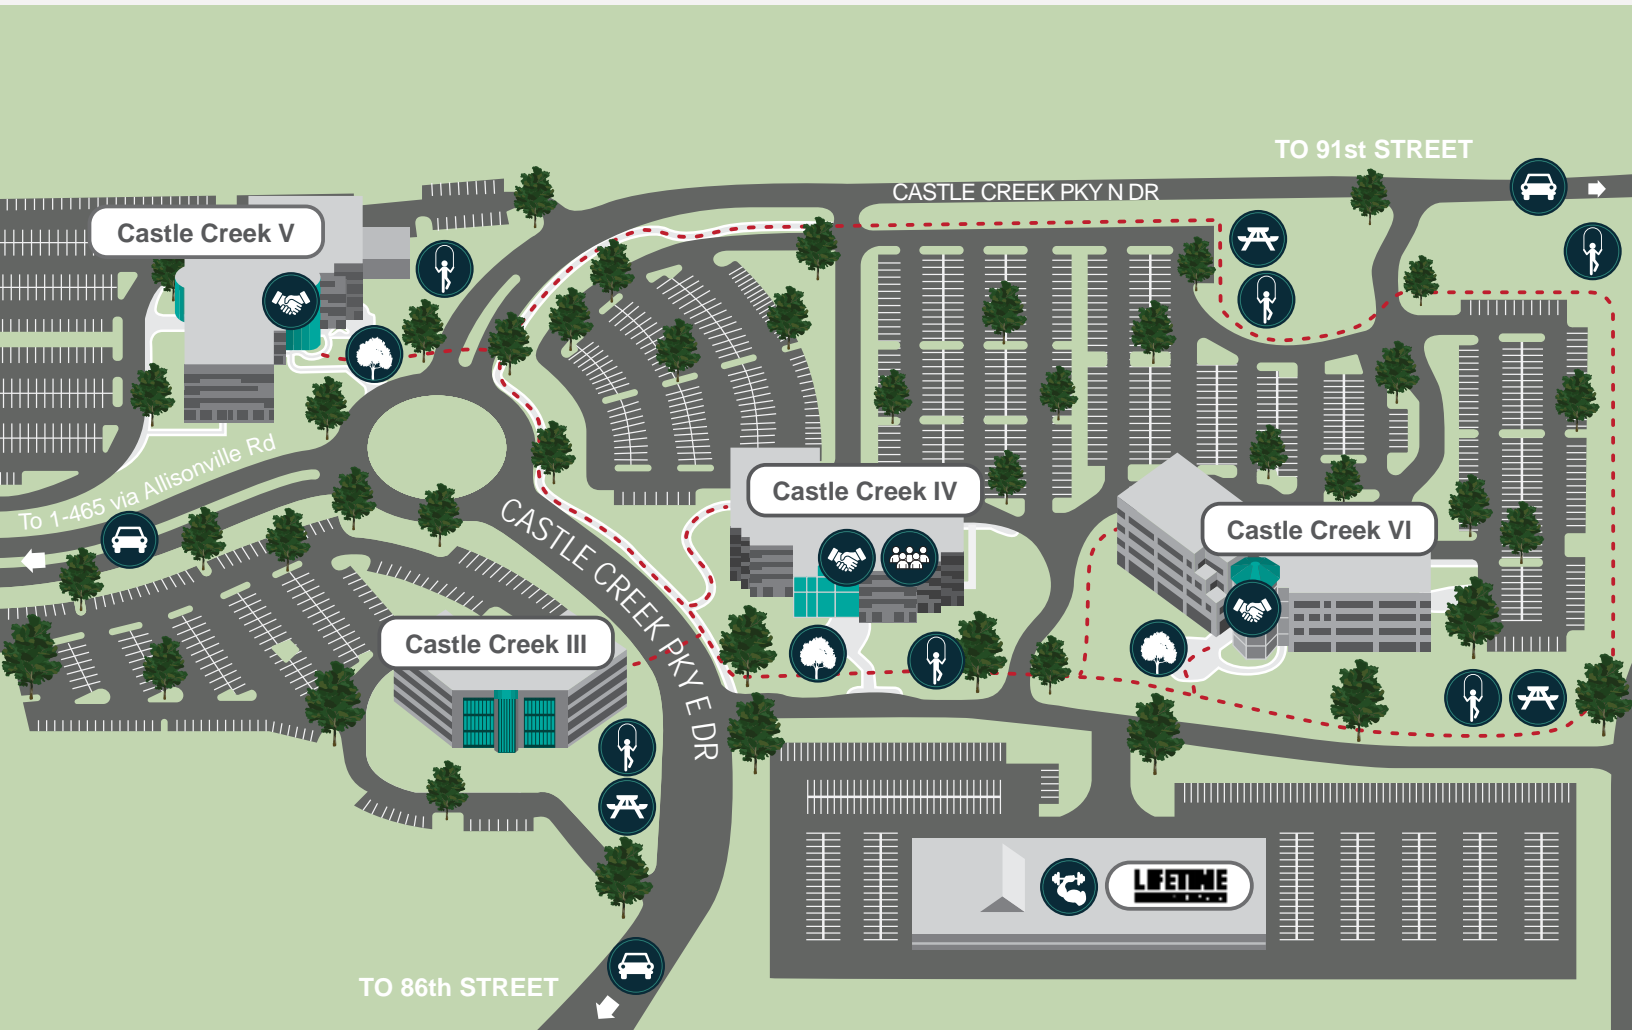 TO 91st STREET
CASTLE CREEK PKY N DR
Castle Creek V
To 1-465 via Allisonville Rd
Castle Creek IV
CASTLE CREEK PKY E DR
Castle Creek VI
Castle Creek III
LIFETIME
TO 86th STREET